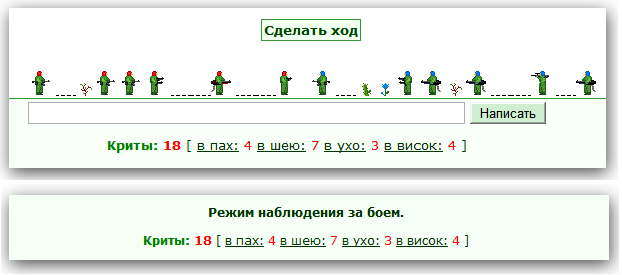 Сделать ход
Написать
Криты: 18 [ в пах: 4 в шею: 7 в ухо: 3 в висок: 4 ]
Режим наблюдения за боем.
Криты: 18 [ в пах: 4 в шею: 7 в ухо: 3 в висок: 4 ]